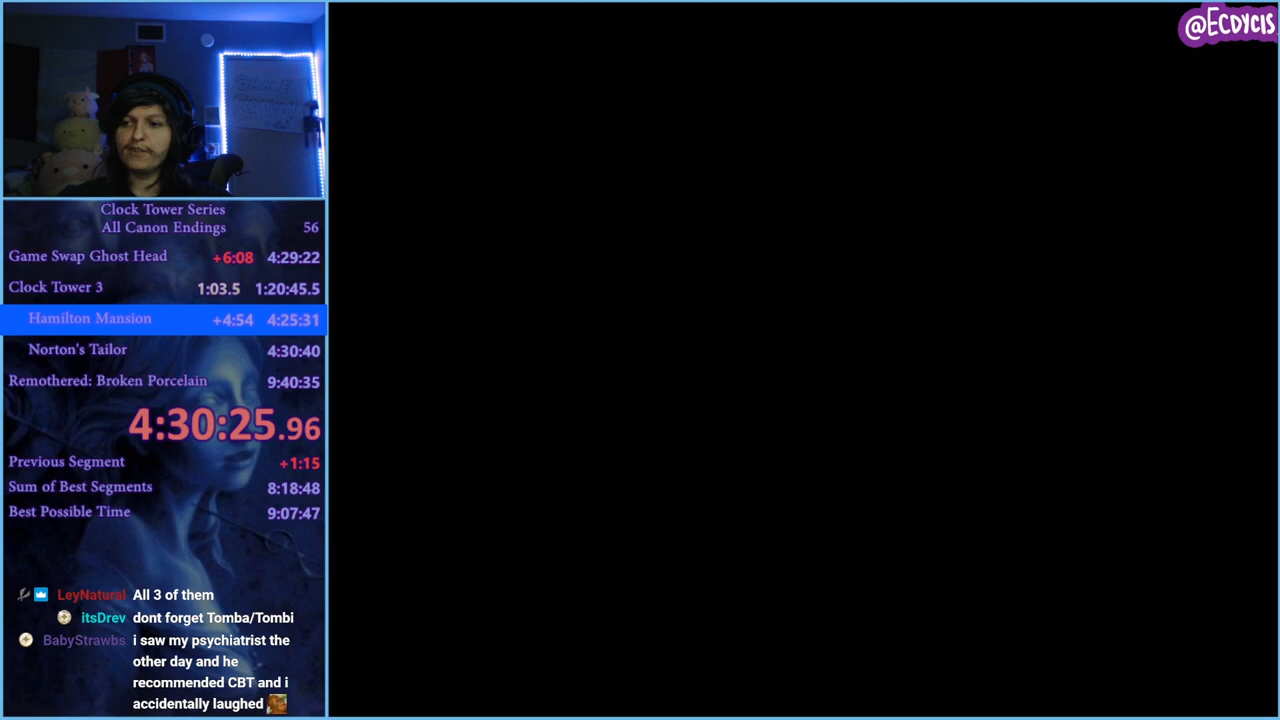 @ECDYCIS
Clock Tower Series
All Canon Endings 56
Game Swap Ghost Head +6:08 4:29:22
Clock Tower 3 1:03.5 1:20:45.5
Hamilton Mansion +4:54 4:25:31
Norton's Tailor 4:30:40
Remothered: Broken Porcelain 9:40:35
4:30:25.96
Previous Segment +1:15
Sum of Best Segments 8:18:48
Best Possible Time 9:07:47
LeyNatural All 3 of them
itsDrev dont forget Tomba/Tombi
BabyStrawbs i saw my psychiatrist the
other day and he
recommended CBT and i
accidentally laughed